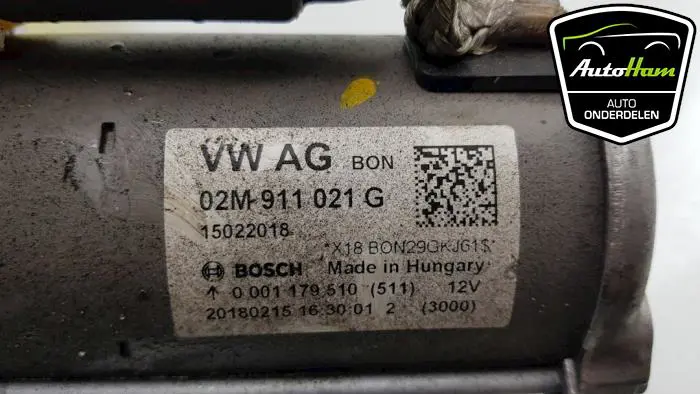 AutoHam
AUTO
ONDERDELEN
VW AG BON
02M-911 021 G
15022018
*X18 BON29GKJ61$*
BOSCH Made in Hungary
0 001 179 510 (511) 12V
20180215 16:30:01 2 (3000)